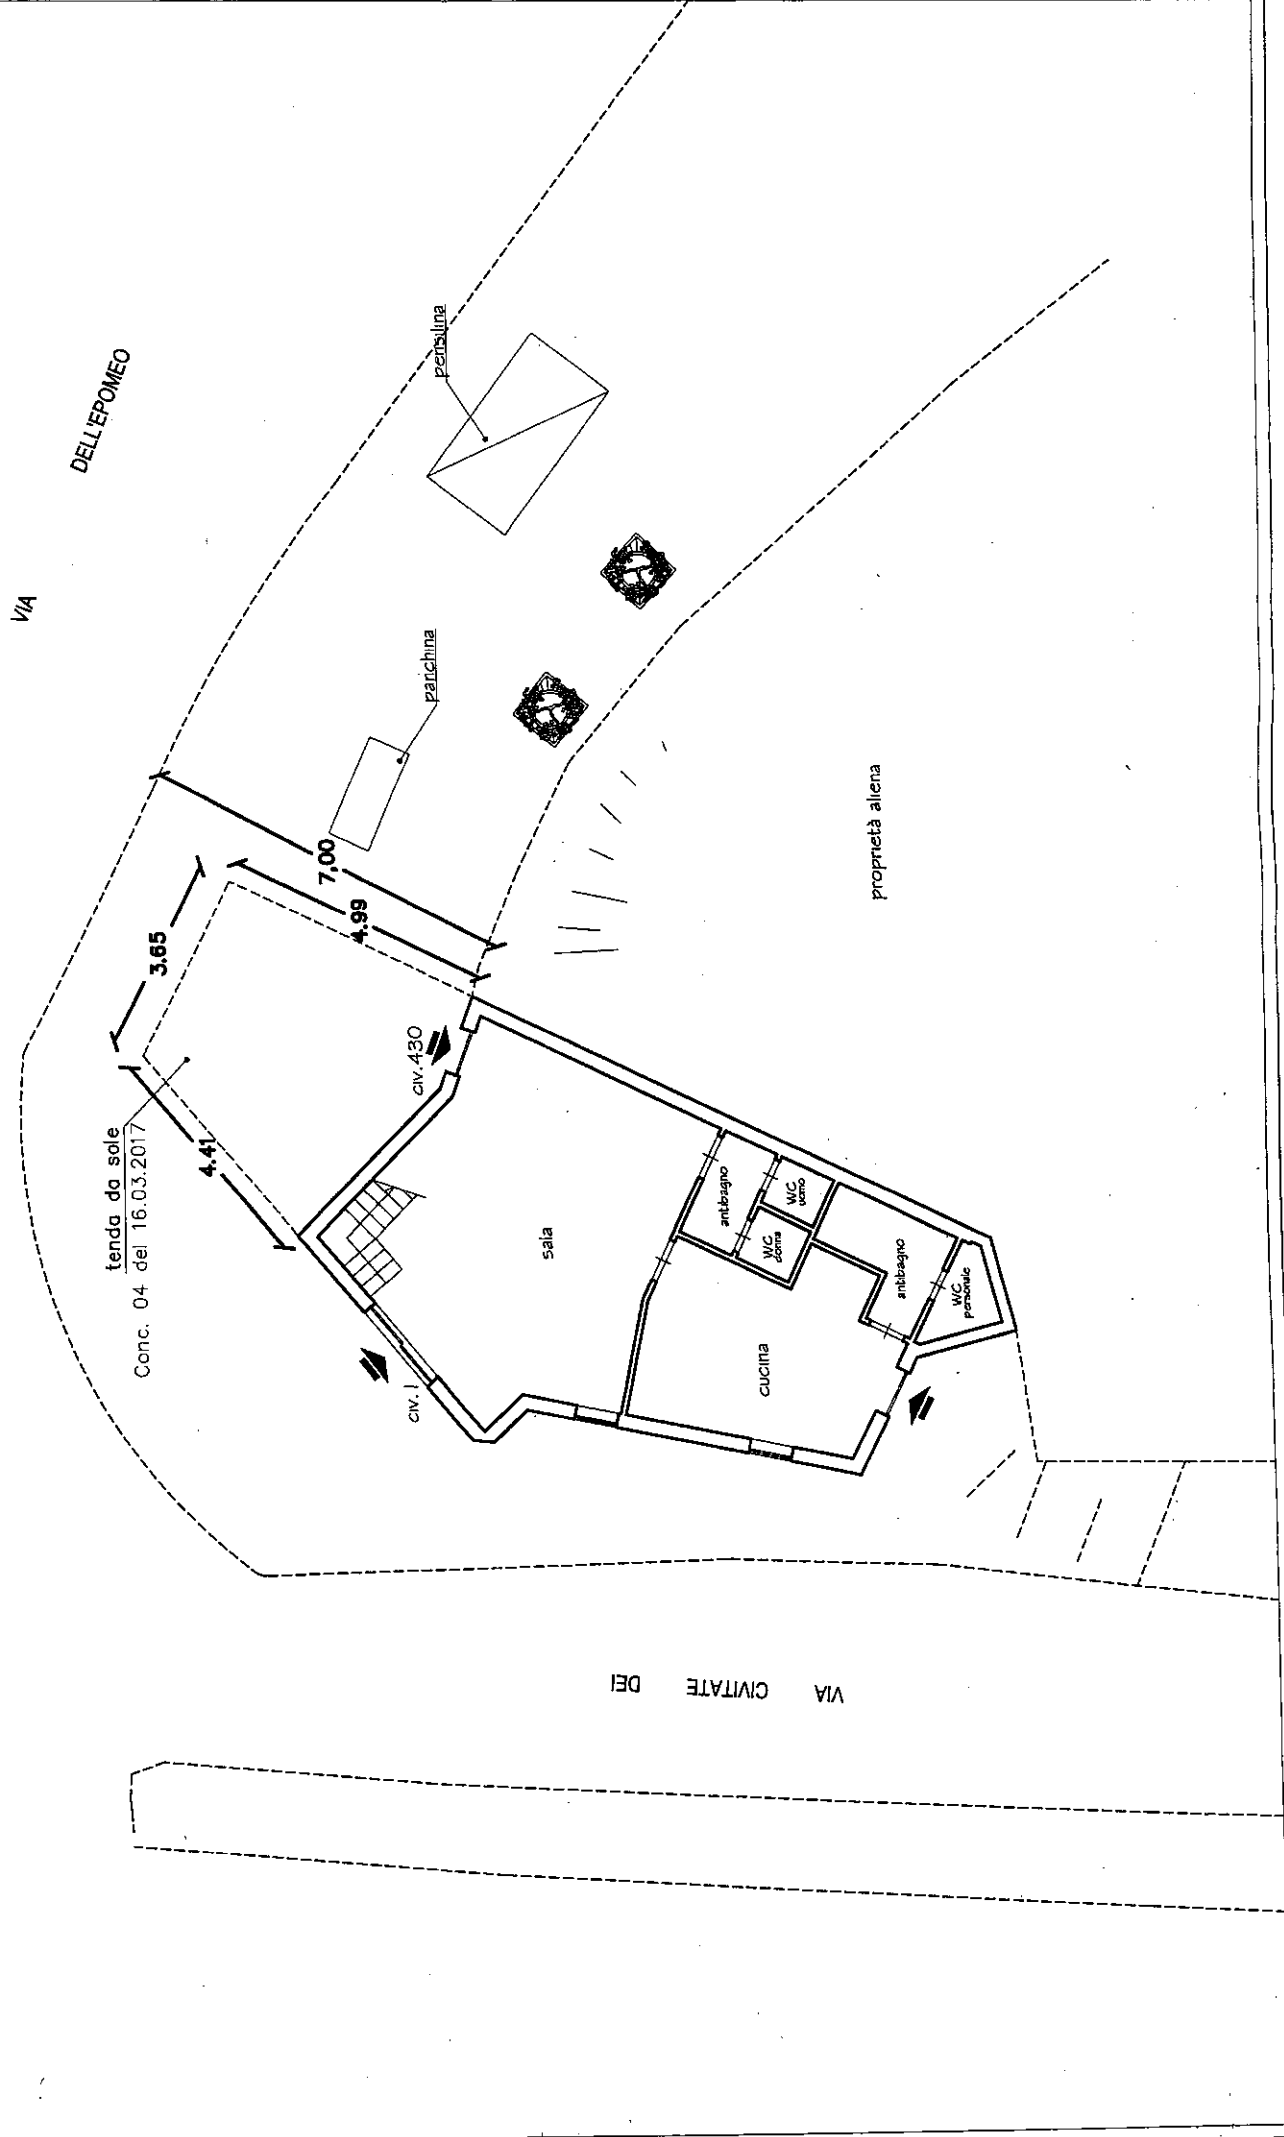 VIA
DELL'EPOMEO
pensilina
panchina
7,00
4.99
3.65
4.41
tenda da sole
Conc. 04 del 16.03.2017
civ.430
civ.1
sala
antibagno
WC
uomo
WC
donna
cucina
antibagno
WC
personale
proprietà aliena
VIA CIVITATE DEI